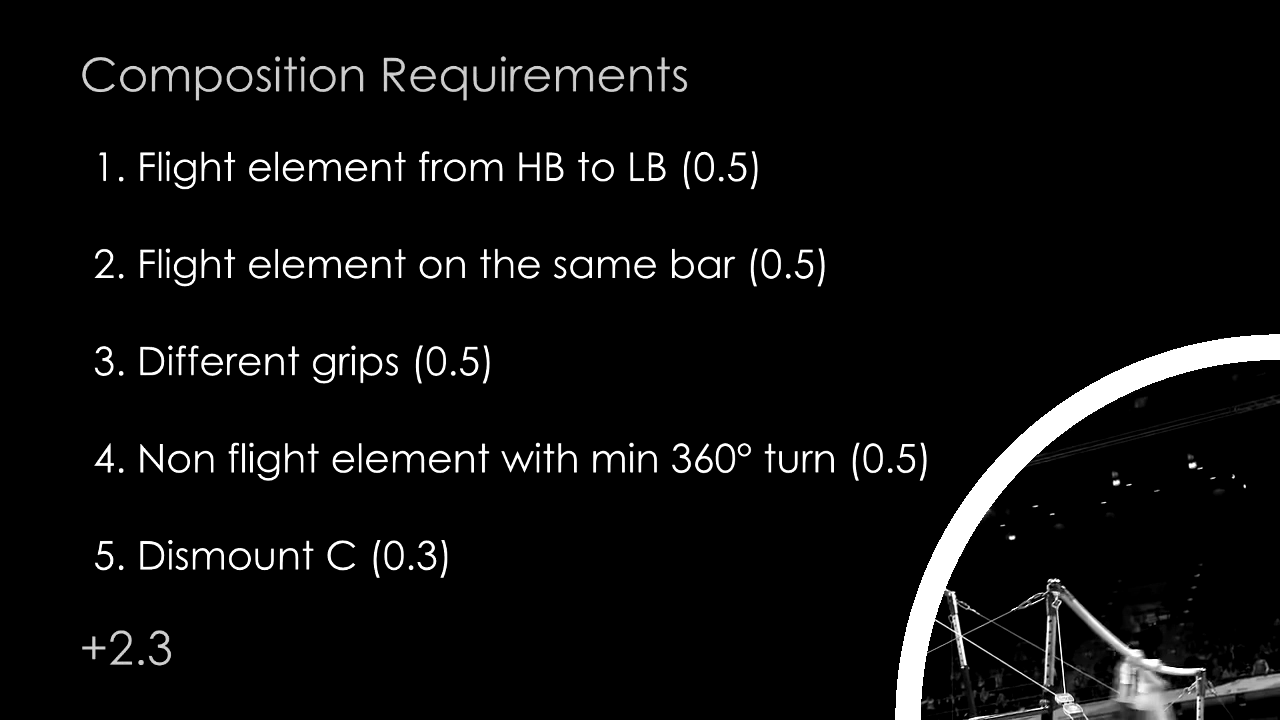 Composition Requirements
1. Flight element from HB to LB (0.5)
2. Flight element on the same bar (0.5)
3. Different grips (0.5)
4. Non flight element with min 360° turn (0.5)
5. Dismount C (0.3)
+2.3